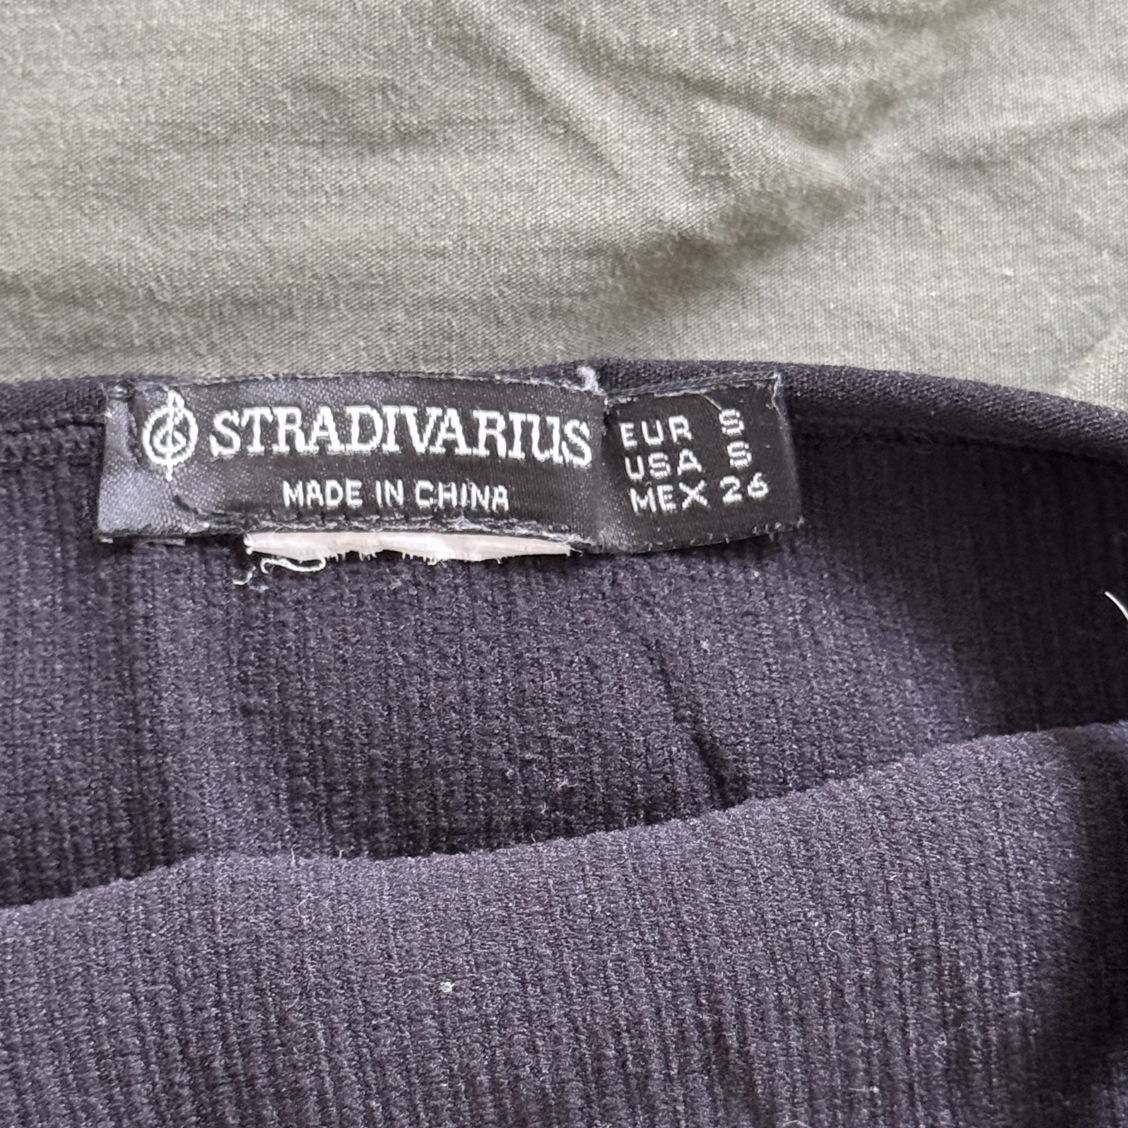 STRADIVARIUS
MADE IN CHINA
EUR S
USA S
MEX 26